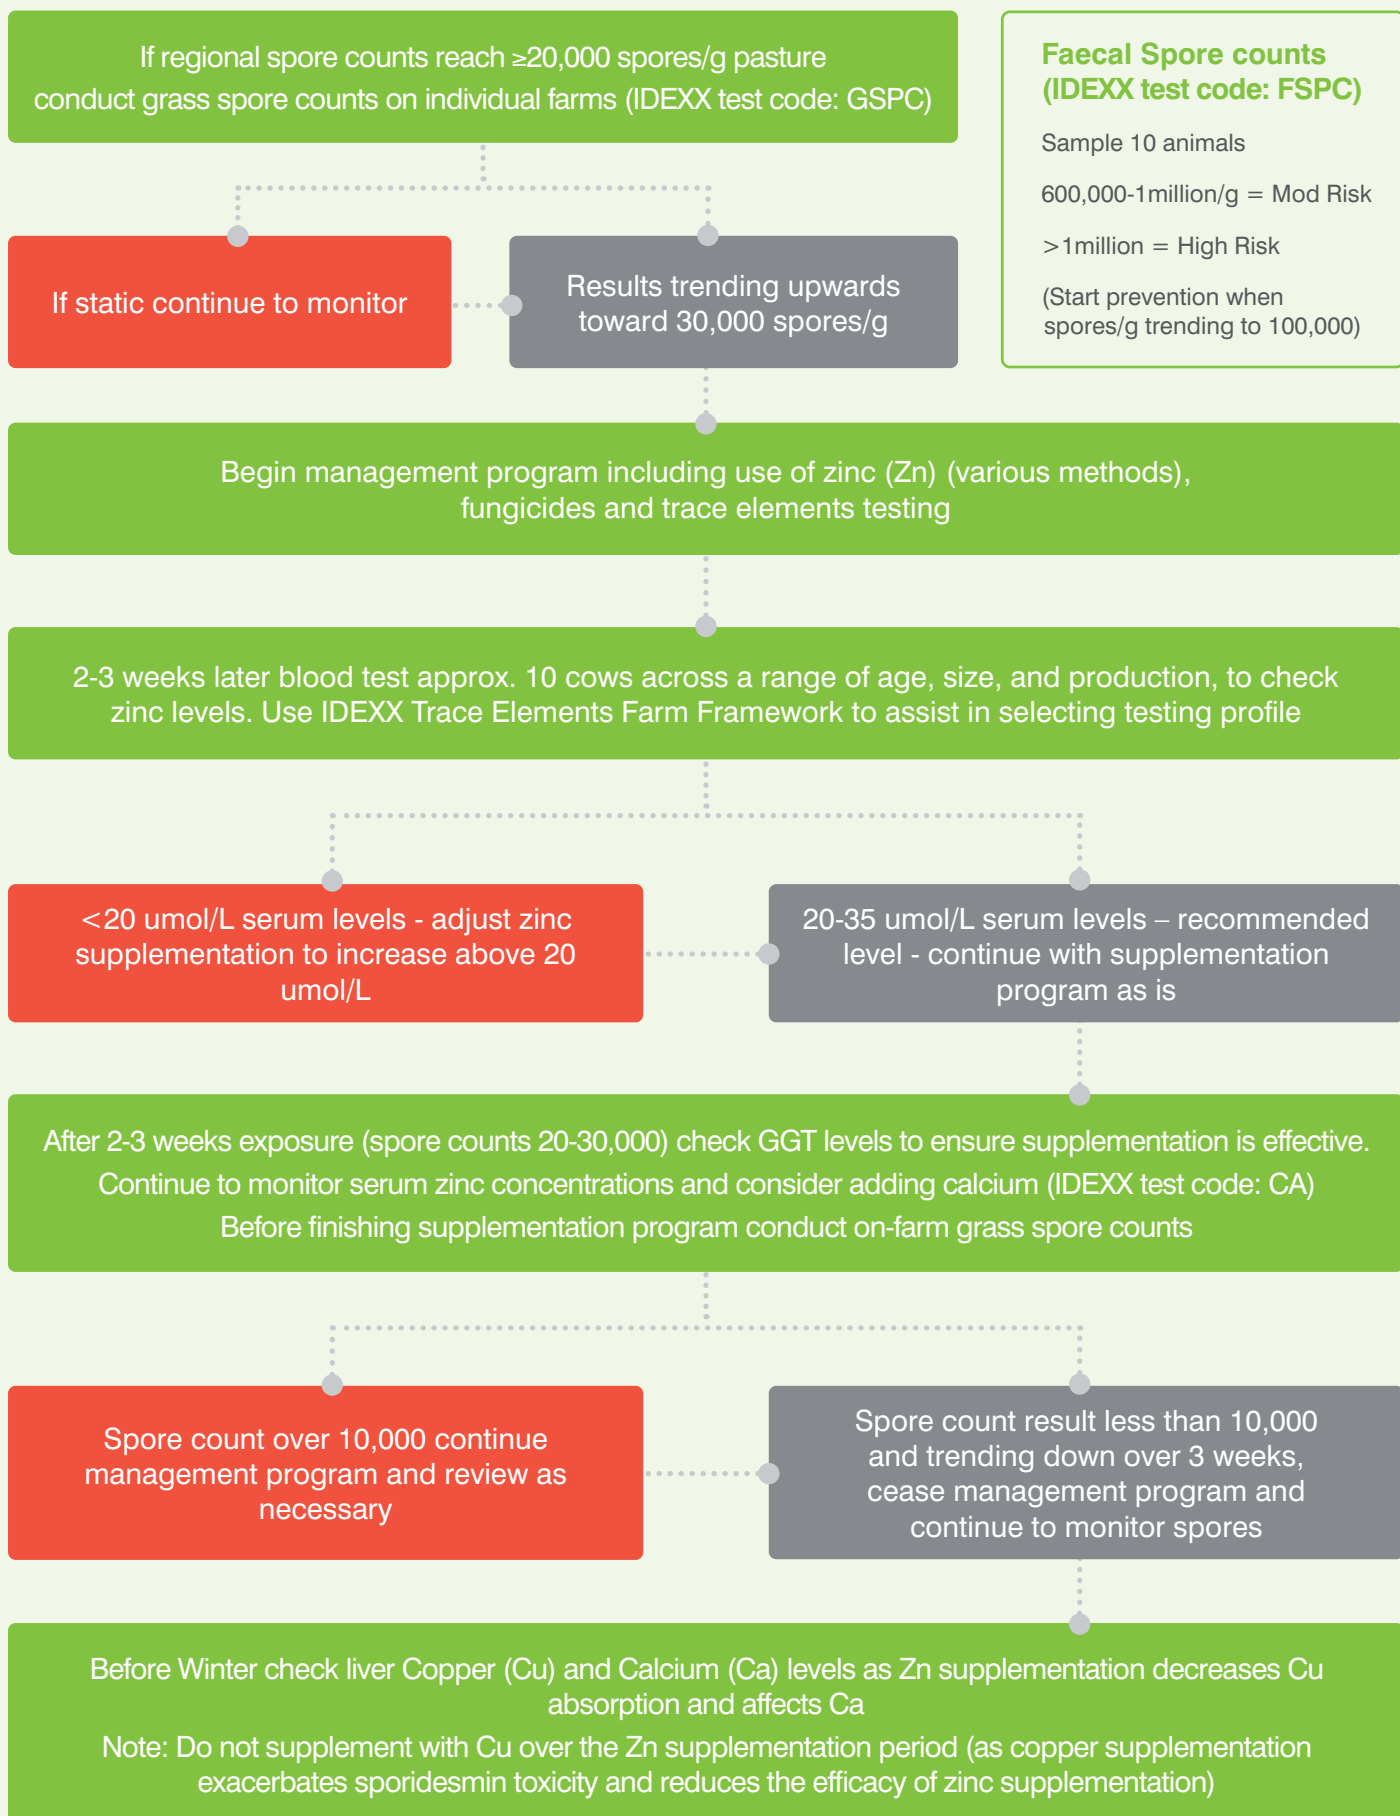 If regional spore counts reach ≥20,000 spores/g pasture
conduct grass spore counts on individual farms (IDEXX test code: GSPC)
Faecal Spore counts
(IDEXX test code: FSPC)
Sample 10 animals
600,000-1million/g = Mod Risk
>1million = High Risk
(Start prevention when
spores/g trending to 100,000)
If static continue to monitor
Results trending upwards
toward 30,000 spores/g
Begin management program including use of zinc (Zn) (various methods),
fungicides and trace elements testing
2-3 weeks later blood test approx. 10 cows across a range of age, size, and production, to check
zinc levels. Use IDEXX Trace Elements Farm Framework to assist in selecting testing profile
<20 umol/L serum levels - adjust zinc
supplementation to increase above 20
umol/L
20-35 umol/L serum levels – recommended
level - continue with supplementation
program as is
After 2-3 weeks exposure (spore counts 20-30,000) check GGT levels to ensure supplementation is effective.
Continue to monitor serum zinc concentrations and consider adding calcium (IDEXX test code: CA)
Before finishing supplementation program conduct on-farm grass spore counts
Spore count over 10,000 continue
management program and review as
necessary
Spore count result less than 10,000
and trending down over 3 weeks,
cease management program and
continue to monitor spores
Before Winter check liver Copper (Cu) and Calcium (Ca) levels as Zn supplementation decreases Cu
absorption and affects Ca
Note: Do not supplement with Cu over the Zn supplementation period (as copper supplementation
exacerbates sporidesmin toxicity and reduces the efficacy of zinc supplementation)